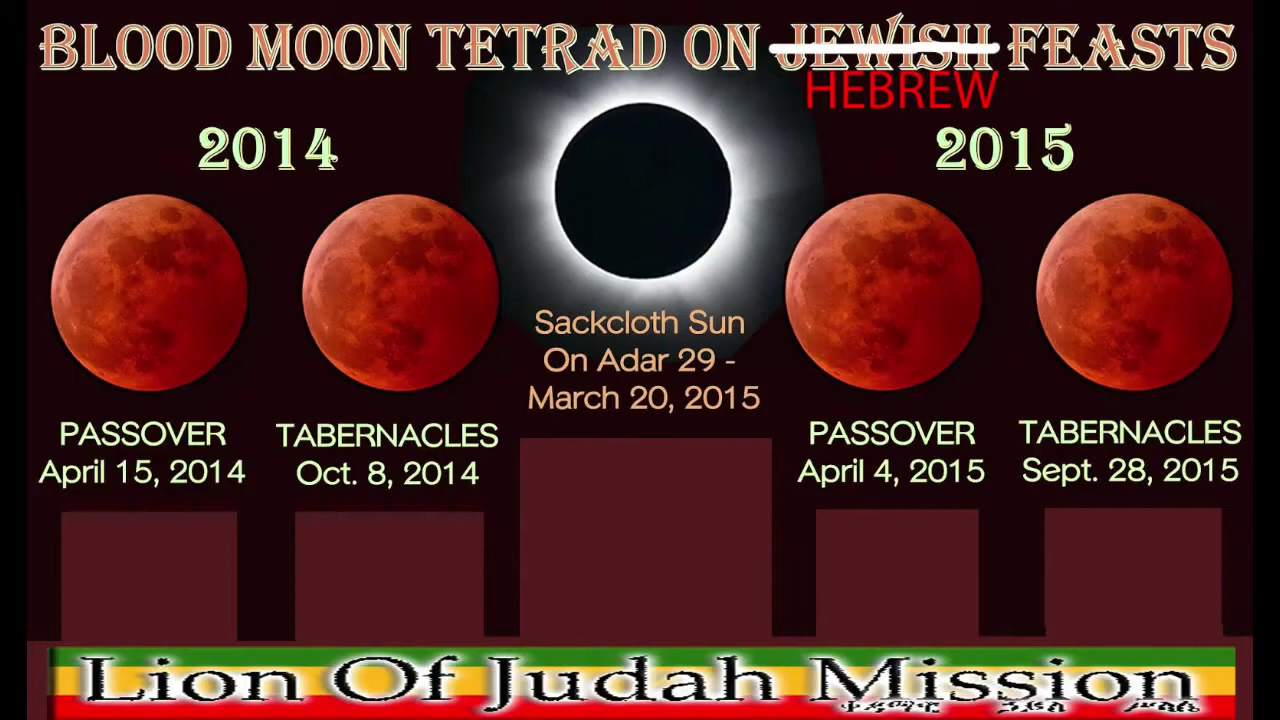 BLOOD MOON TETRAD ON JEWISH FEASTS
HEBREW
2014
2015
Sackcloth Sun
On Adar 29 -
March 20, 2015
PASSOVER
April 15, 2014
TABERNACLES
Oct. 8, 2014
PASSOVER
April 4, 2015
TABERNACLES
Sept. 28, 2015
Lion Of Judah Mission